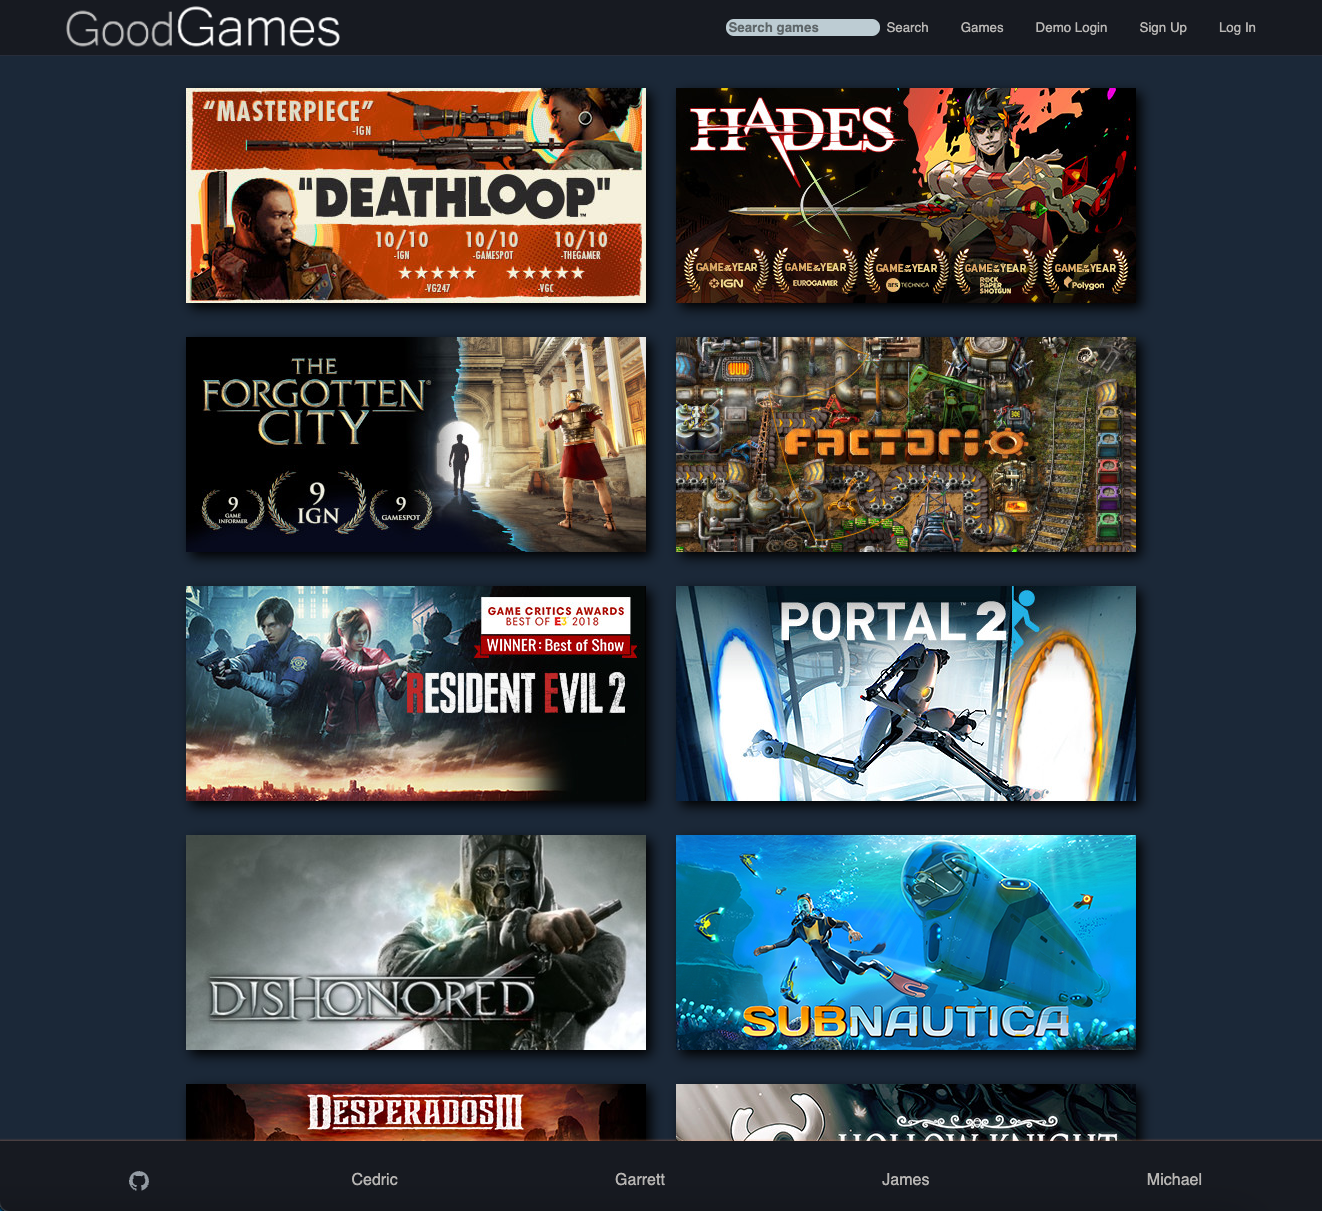 GoodGames
Search games
Search
Games
Demo Login
Sign Up
Log In
"MASTERPIECE"
-IGN
"DEATHLOOP"
™
10/10
-IGN
10/10
-GAMESPOT
10/10
-THEGAMER
★★★★★
-VG247
★★★★★
-VGC
HADES
GAME OF THE YEAR
IGN
GAME OF THE YEAR
EUROGAMER
GAME OF THE YEAR
ars TECHNICA
GAME OF THE YEAR
ROCK
PAPER
SHOTGUN
GAME OF THE YEAR
Polygon
THE
FORGOTTEN®
CITY
9
GAME
INFORMER
9
IGN
9
GAMESPOT
FACTORIO
GAME CRITICS AWARDS
BEST OF E3 2018
WINNER: Best of Show
RESIDENT EVIL 2
PORTAL™ 2
DISHONORED™
SUBNAUTICA
DESPERADOS III
HOLLOW KNIGHT
Cedric
Garrett
James
Michael